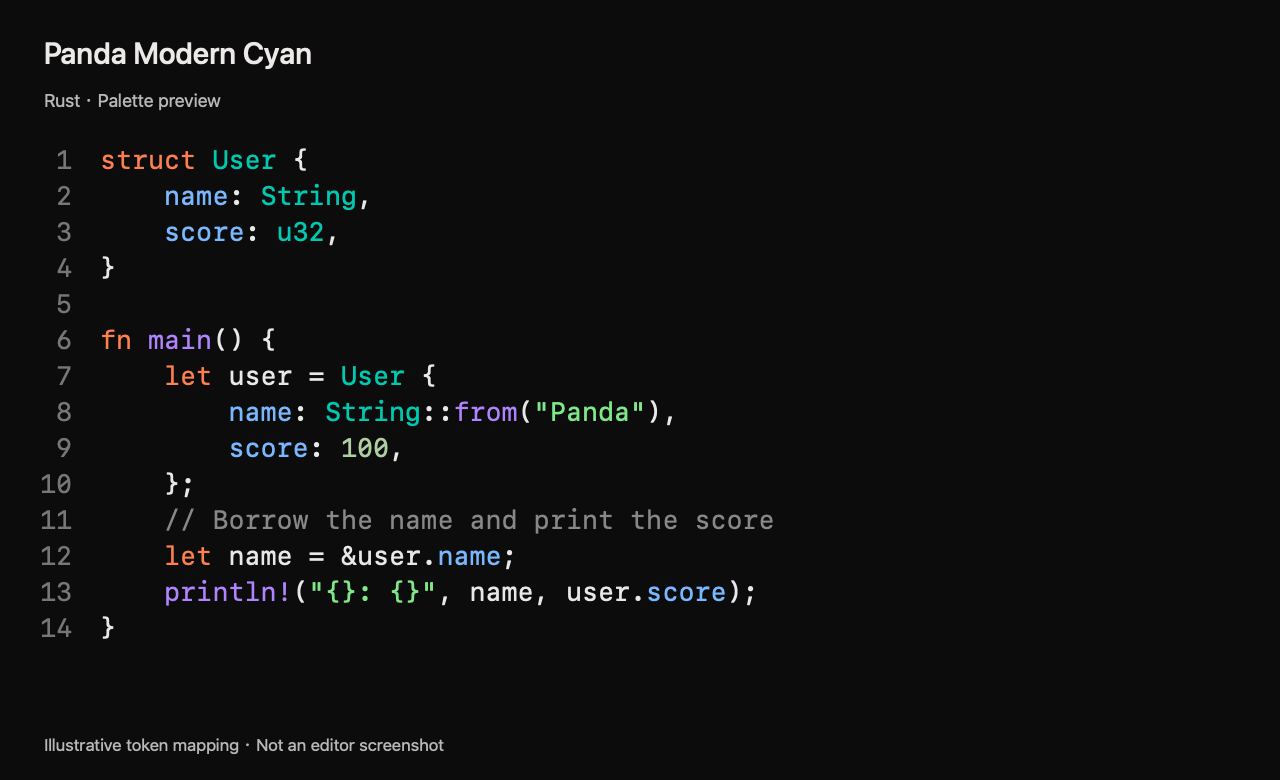 Panda Modern Cyan
Rust · Palette preview
1 struct User {
2     name: String,
3     score: u32,
4 }
5
6 fn main() {
7     let user = User {
8         name: String::from("Panda"),
9         score: 100,
10     };
11     // Borrow the name and print the score
12     let name = &user.name;
13     println!("{}: {}", name, user.score);
14 }
Illustrative token mapping · Not an editor screenshot